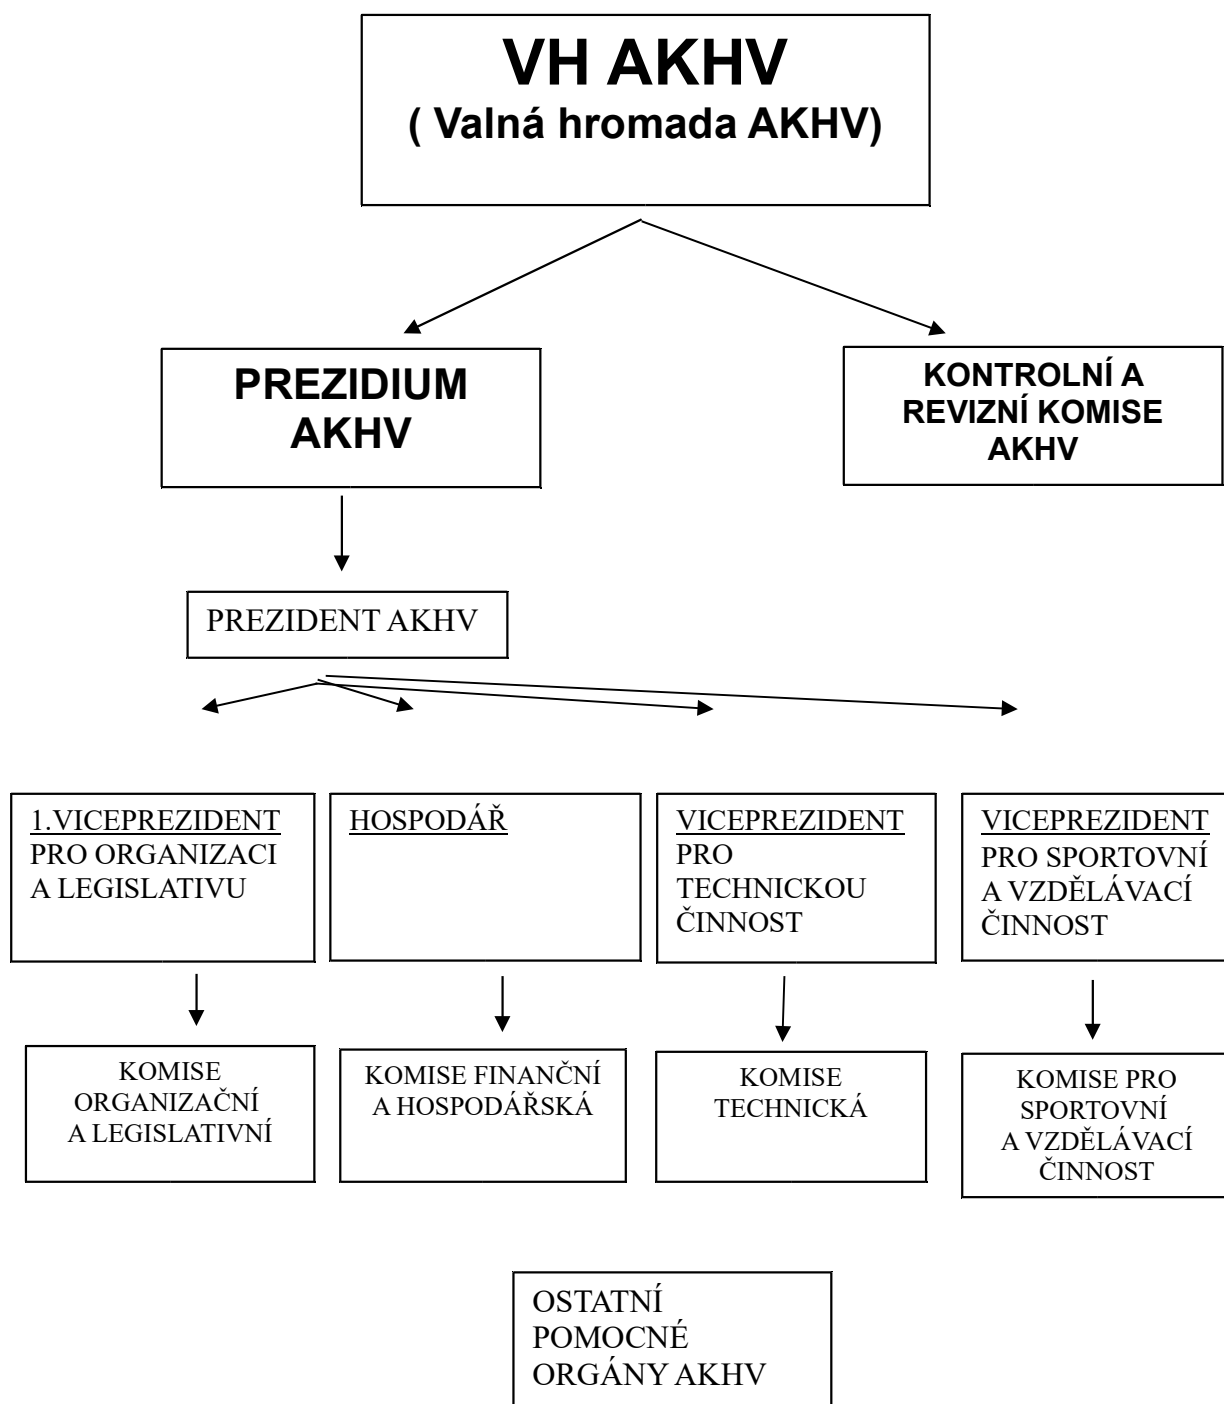 VH AKHV
( Valná hromada AKHV)
PREZIDIUM
AKHV
KONTROLNÍ A
REVIZNÍ KOMISE
AKHV
PREZIDENT AKHV
1.VICEPREZIDENT
PRO ORGANIZACI
A LEGISLATIVU
HOSPODÁŘ
VICEPREZIDENT
PRO
TECHNICKOU
ČINNOST
VICEPREZIDENT
PRO SPORTOVNÍ
A VZDĚLÁVACÍ
ČINNOST
KOMISE
ORGANIZAČNÍ
A LEGISLATIVNÍ
KOMISE FINANČNÍ
A HOSPODÁŘSKÁ
KOMISE
TECHNICKÁ
KOMISE PRO
SPORTOVNÍ
A VZDĚLÁVACÍ
ČINNOST
OSTATNÍ
POMOCNÉ
ORGÁNY AKHV